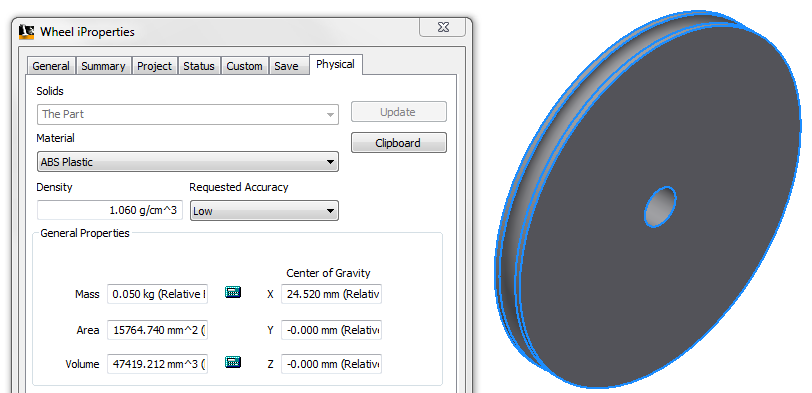 Wheel iProperties
General Summary Project Status Custom Save Physical
Solids
The Part Update
Material
ABS Plastic Clipboard
Density Requested Accuracy
1.060 g/cm^3 Low
General Properties
Center of Gravity
Mass 0.050 kg (Relative X 24.520 mm (Relativ
Area 15764.740 mm^2 ( Y -0.000 mm (Relativ
Volume 47419.212 mm^3 ( Z -0.000 mm (Relativ